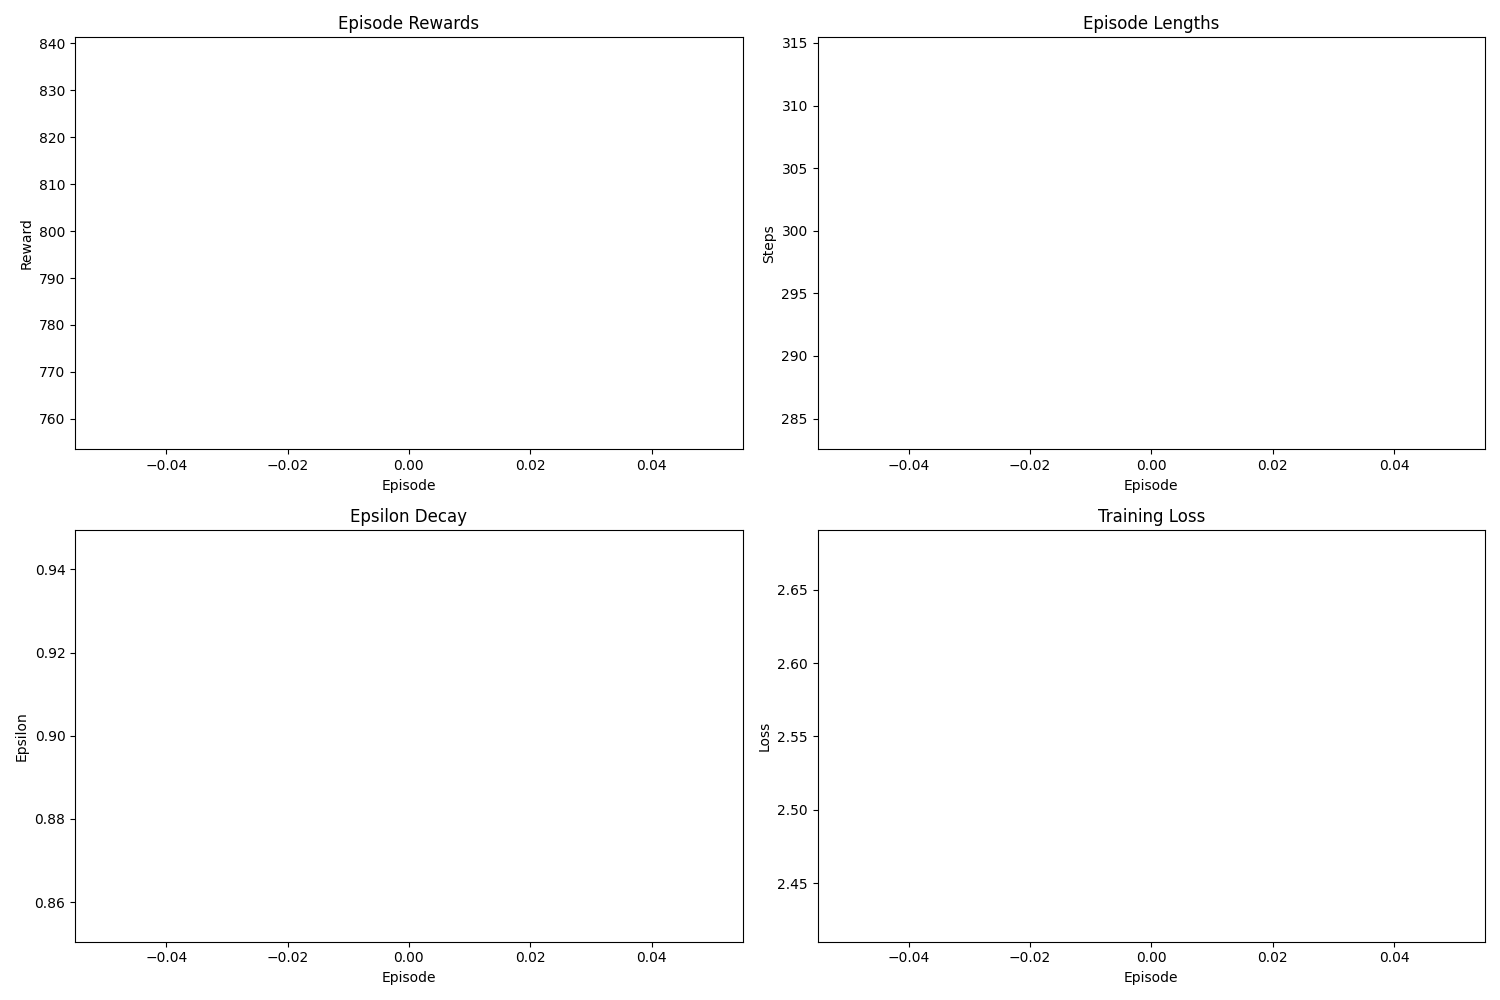 Episode Rewards
840
830
820
810
800
790
780
770
760
Reward
−0.04 −0.02 0.00 0.02 0.04
Episode
Episode Lengths
315
310
305
300
295
290
285
Steps
−0.04 −0.02 0.00 0.02 0.04
Episode
Epsilon Decay
0.94
0.92
0.90
0.88
0.86
Epsilon
−0.04 −0.02 0.00 0.02 0.04
Episode
Training Loss
2.65
2.60
2.55
2.50
2.45
Loss
−0.04 −0.02 0.00 0.02 0.04
Episode